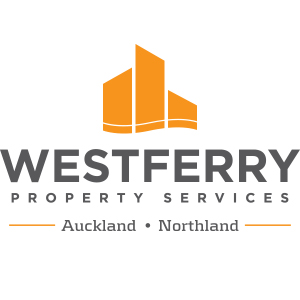 WESTFERRY
PROPERTY SERVICES
Auckland • Northland